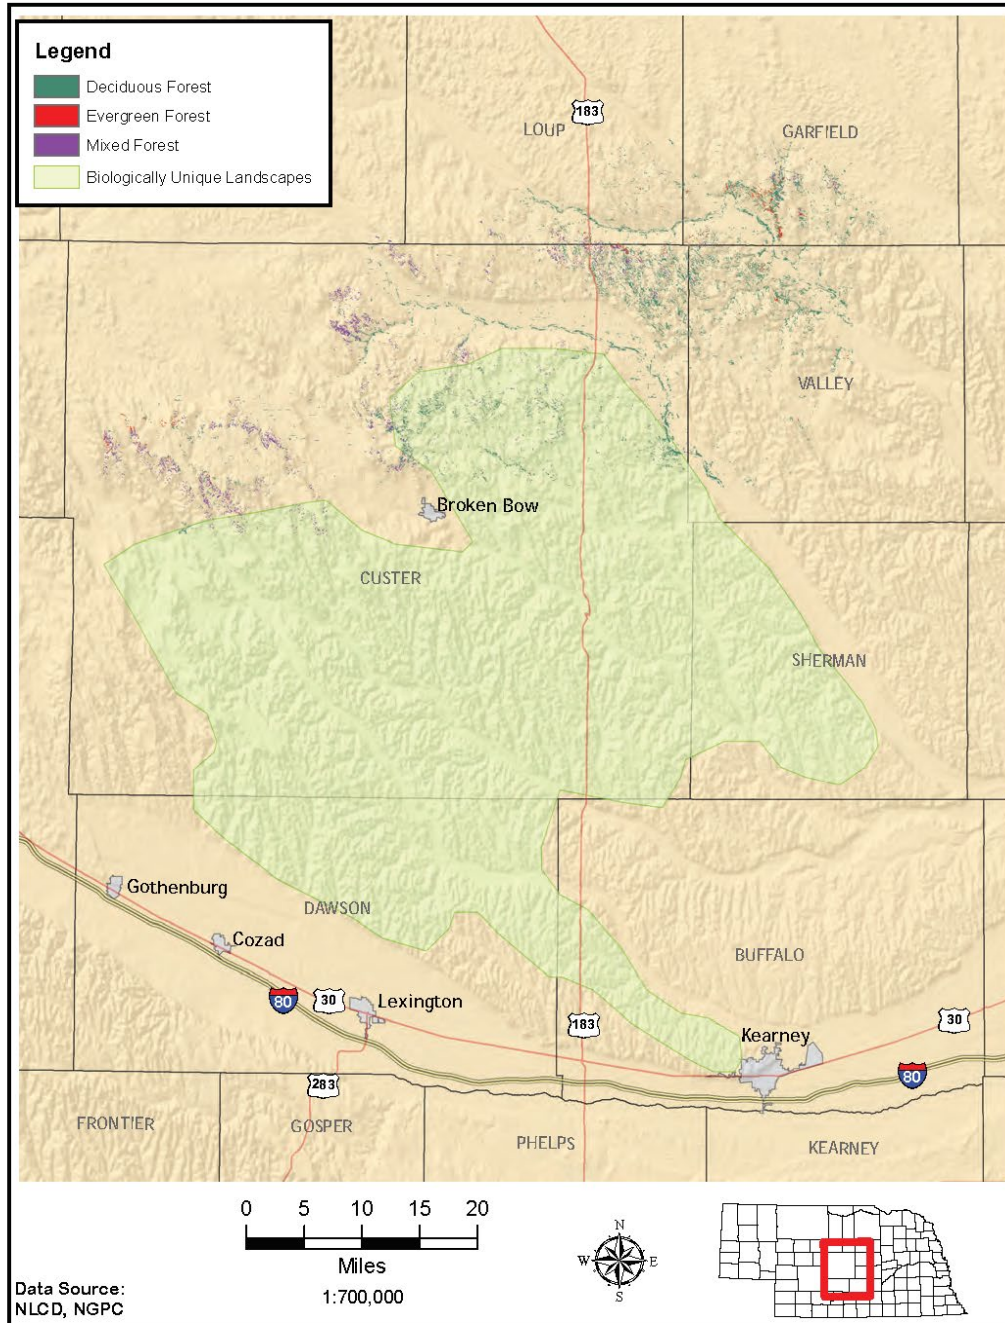 Legend
Deciduous Forest
Evergreen Forest
Mixed Forest
Biologically Unique Landscapes
183
LOUP
GARFIELD
VALLEY
Broken Bow
CUSTER
SHERMAN
Gothenburg
DAWSON
Cozad
BUFFALO
80
30
Lexington
183
Kearney
30
80
283
FRONTIER
GOSPER
PHELPS
KEARNEY
0 5 10 15 20
Miles
1:700,000
N
W E
S
Data Source:
NLCD, NGPC